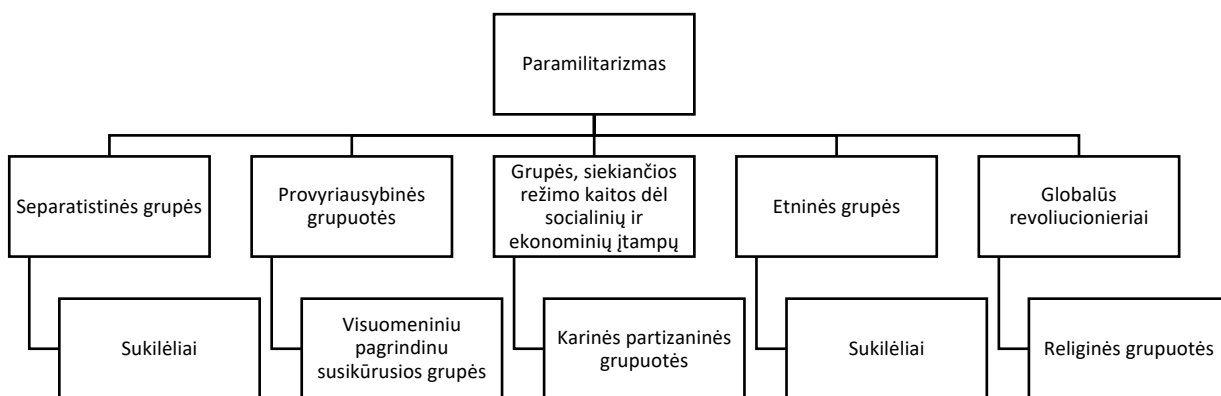 Paramilitarizmas
Separatistinės grupės
Provyriausybinės
grupuotės
Grupės, siekiančios
režimo kaitos dėl
socialinių ir
ekonominių įtampų
Etninės grupės
Globalūs
revoliucionieriai
Sukilėliai
Visuomeniniu
pagrindinu
susikūrusios grupės
Karinės partizaninės
grupuotės
Sukilėliai
Religinės grupuotės